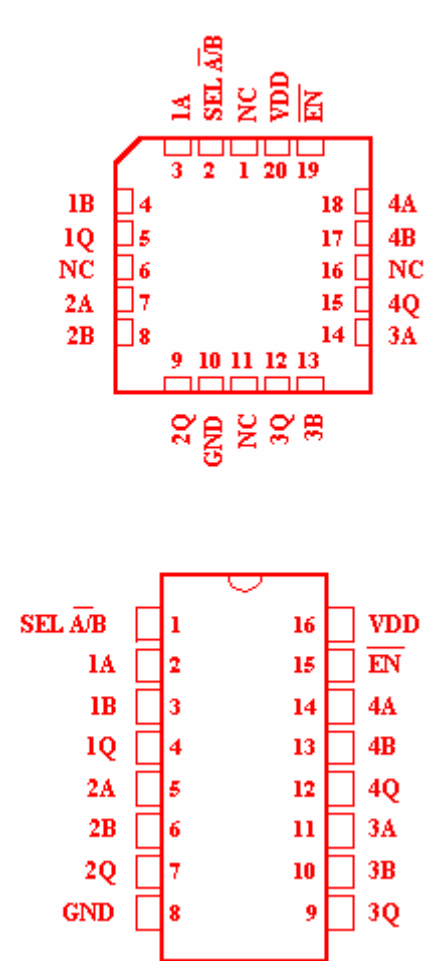 1A SEL A̅/B NC VDD E̅N̅
3 2 1 20 19
1B 4 18 4A
1Q 5 17 4B
NC 6 16 NC
2A 7 15 4Q
2B 8 14 3A
9 10 11 12 13
2Q GND NC 3Q 3B
SEL A̅/B 1 16 VDD
1A 2 15 E̅N̅
1B 3 14 4A
1Q 4 13 4B
2A 5 12 4Q
2B 6 11 3A
2Q 7 10 3B
GND 8 9 3Q